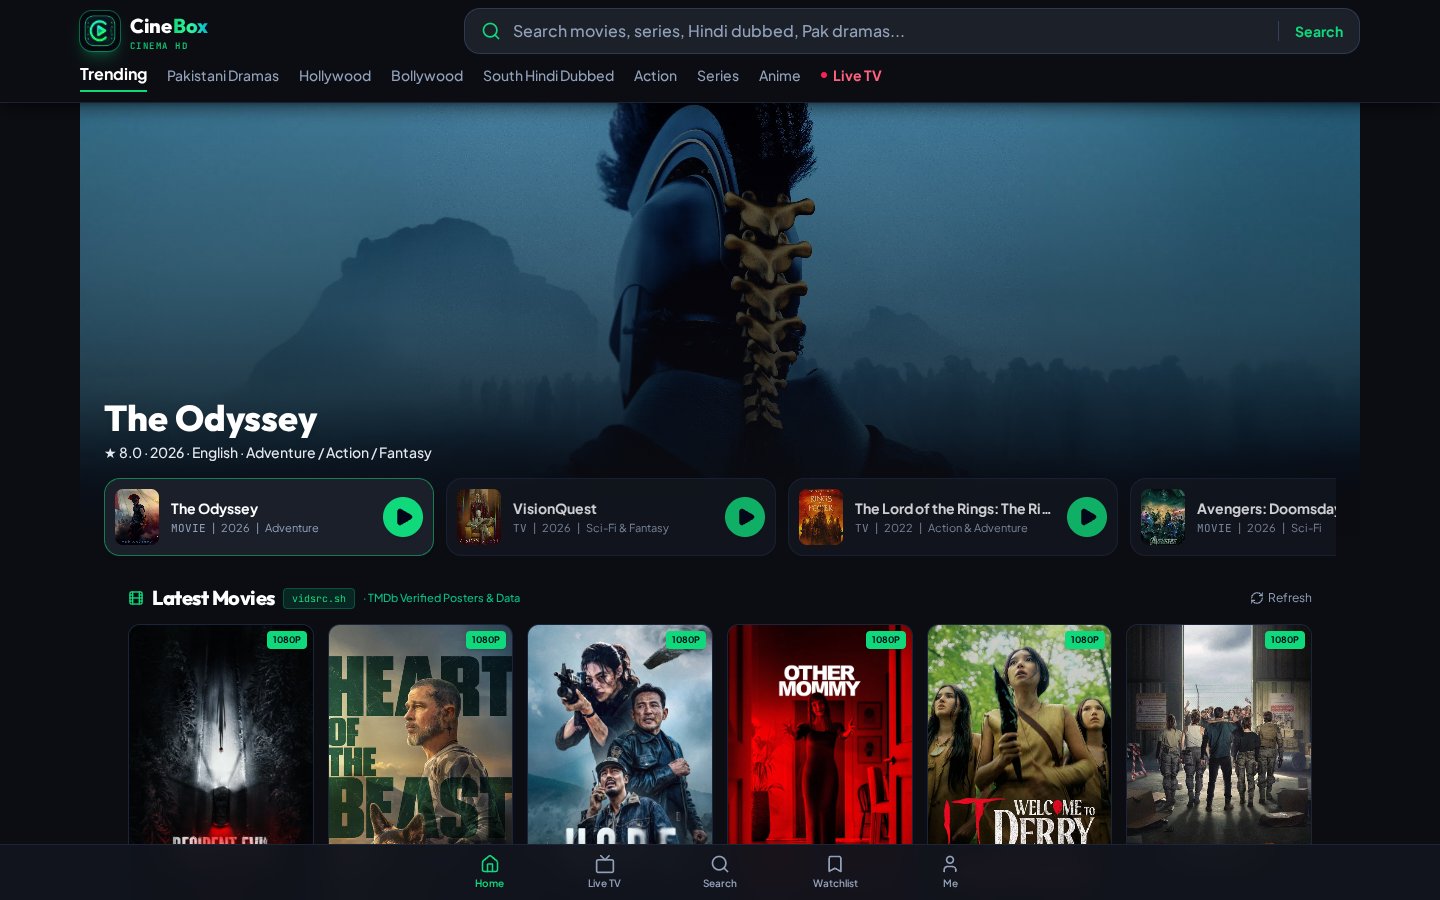 CineBox
CINEMA HD
Search movies, series, Hindi dubbed, Pak dramas...
Search
Trending
Pakistani Dramas
Hollywood
Bollywood
South Hindi Dubbed
Action
Series
Anime
Live TV
The Odyssey
★ 8.0 · 2026 · English · Adventure / Action / Fantasy
The Odyssey
MOVIE | 2026 | Adventure
VisionQuest
TV | 2026 | Sci-Fi & Fantasy
The Lord of the Rings: The Ri...
TV | 2022 | Action & Adventure
Avengers: Doomsday
MOVIE | 2026 | Sci-Fi
Latest Movies
vidsrc.sh
· TMDb Verified Posters & Data
Refresh
1080P
1080P
1080P
1080P
1080P
1080P
RESIDENT EVIL
HEART
OF
THE
BEAST
HOPE
OTHER
MOMMY
IT WELCOME TO
DERRY
Home
Live TV
Search
Watchlist
Me